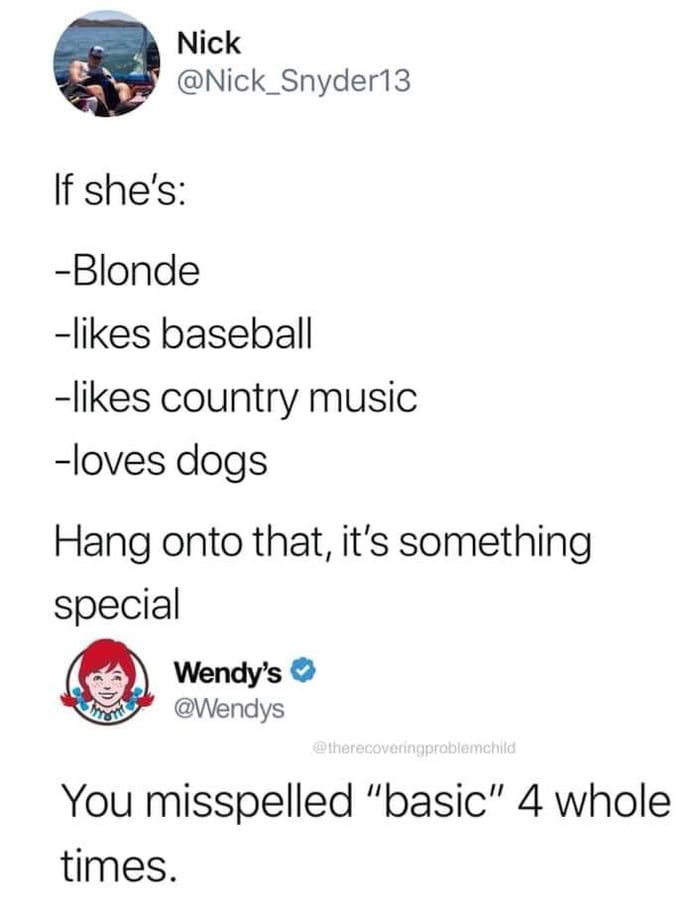 Nick
@Nick_Snyder13
If she's:
-Blonde
-likes baseball
-likes country music
-loves dogs
Hang onto that, it's something
special
Wendy's
@Wendys
@therecoveringproblemchild
You misspelled "basic" 4 whole
times.